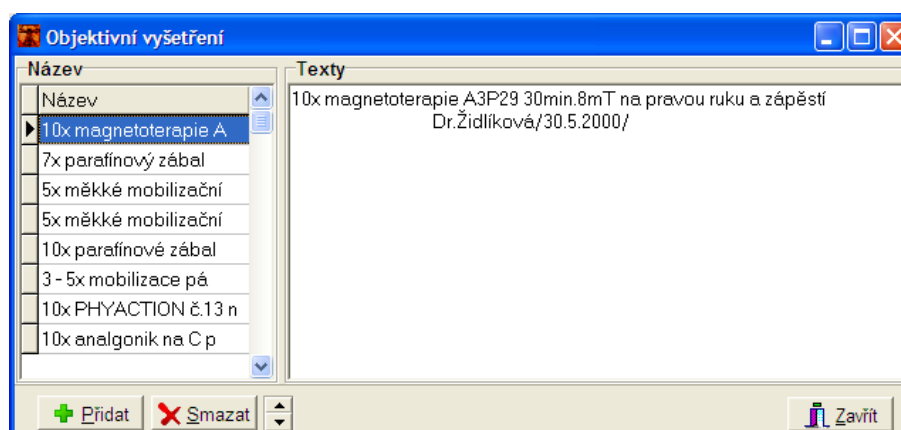 Objektivní vyšetření
Název
Texty
Název
10x magnetoterapie A
7x parafínový zábal
5x měkké mobilizační
5x měkké mobilizační
10x parafínové zábal
3 - 5x mobilizace pá
10x PHYACTION č.13 n
10x analgonik na C p
10x magnetoterapie A3P29 30min.8mT na pravou ruku a zápěstí
Dr.Židlíková/30.5.2000/
Přidat
Smazat
Zavřít